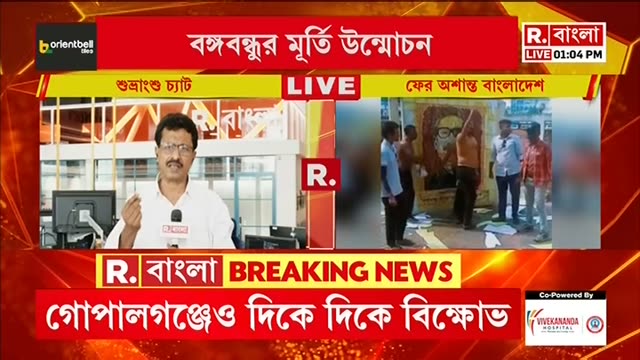 orientbell
tiles
বঙ্গবন্ধুর মূর্তি উন্মোচন
R. বাংলা
LIVE 01:04 PM
শুভ্রাংশু চ্যাট
LIVE
ফের অশান্ত বাংলাদেশ
R. বাংলা
R.
R. বাংলা
R. বাংলা BREAKING NEWS
গোপালগঞ্জেও দিকে দিকে বিক্ষোভ
Co-Powered By
VIVEKANANDA
HOSPITAL